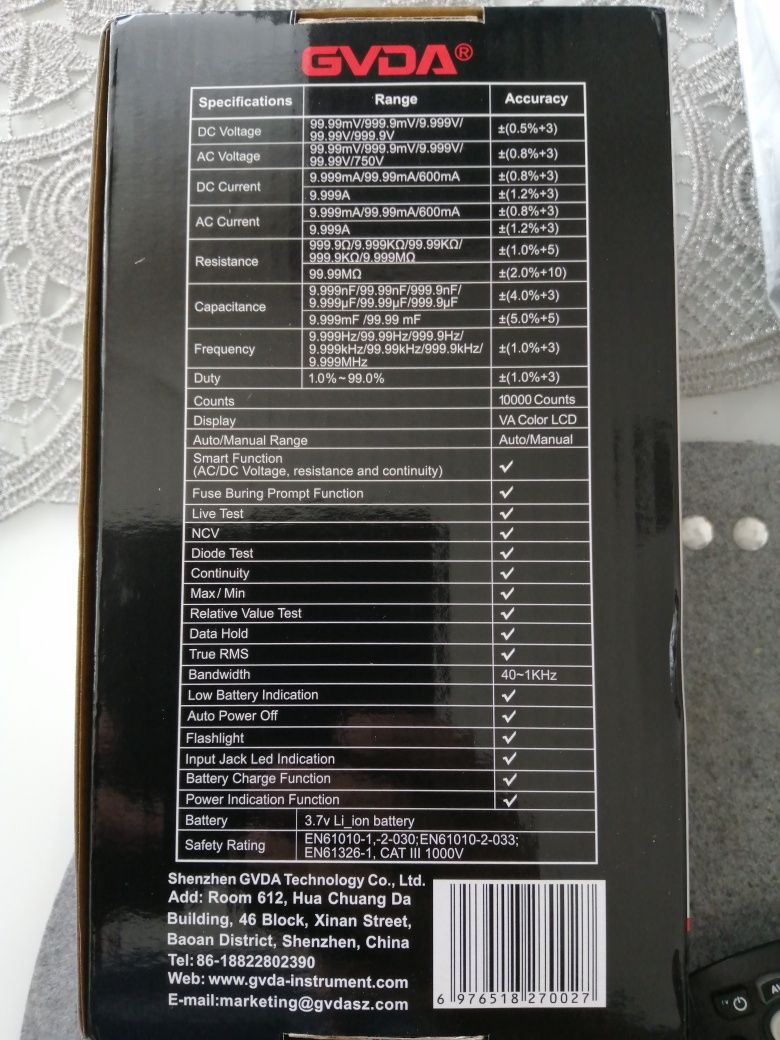 GVDA®
Specifications Range Accuracy
DC Voltage 99.99mV/999.9mV/9.999V/
99.99V/999.9V ±(0.5%+3)
AC Voltage 99.99mV/999.9mV/9.999V/
99.99V/750V ±(0.8%+3)
DC Current 9.999mA/99.99mA/600mA ±(0.8%+3)
9.999A ±(1.2%+3)
AC Current 9.999mA/99.99mA/600mA ±(0.8%+3)
9.999A ±(1.2%+3)
Resistance 999.9Ω/9.999KΩ/99.99KΩ/
999.9KΩ/9.999MΩ ±(1.0%+5)
99.99MΩ ±(2.0%+10)
Capacitance 9.999nF/99.99nF/999.9nF/
9.999µF/99.99µF/999.9µF ±(4.0%+3)
9.999mF /99.99 mF ±(5.0%+5)
Frequency 9.999Hz/99.99Hz/999.9Hz/
9.999kHz/99.99kHz/999.9kHz/
9.999MHz ±(1.0%+3)
Duty 1.0%~99.0% ±(1.0%+3)
Counts 10000 Counts
Display VA Color LCD
Auto/Manual Range Auto/Manual
Smart Function
(AC/DC Voltage, resistance and continuity) ✓
Fuse Buring Prompt Function ✓
Live Test ✓
NCV ✓
Diode Test ✓
Continuity ✓
Max/ Min ✓
Relative Value Test ✓
Data Hold ✓
True RMS ✓
Bandwidth 40~1KHz
Low Battery Indication ✓
Auto Power Off ✓
Flashlight ✓
Input Jack Led Indication ✓
Battery Charge Function ✓
Power Indication Function ✓
Battery 3.7v Li_ion battery
Safety Rating EN61010-1,-2-030;EN61010-2-033;
EN61326-1, CAT III 1000V
Shenzhen GVDA Technology Co., Ltd.
Add: Room 612, Hua Chuang Da
Building, 46 Block, Xinan Street,
Baoan District, Shenzhen, China
Tel: 86-18822802390
Web: www.gvda-instrument.com
E-mail:marketing@gvdasz.com
6 976518 270027
TV